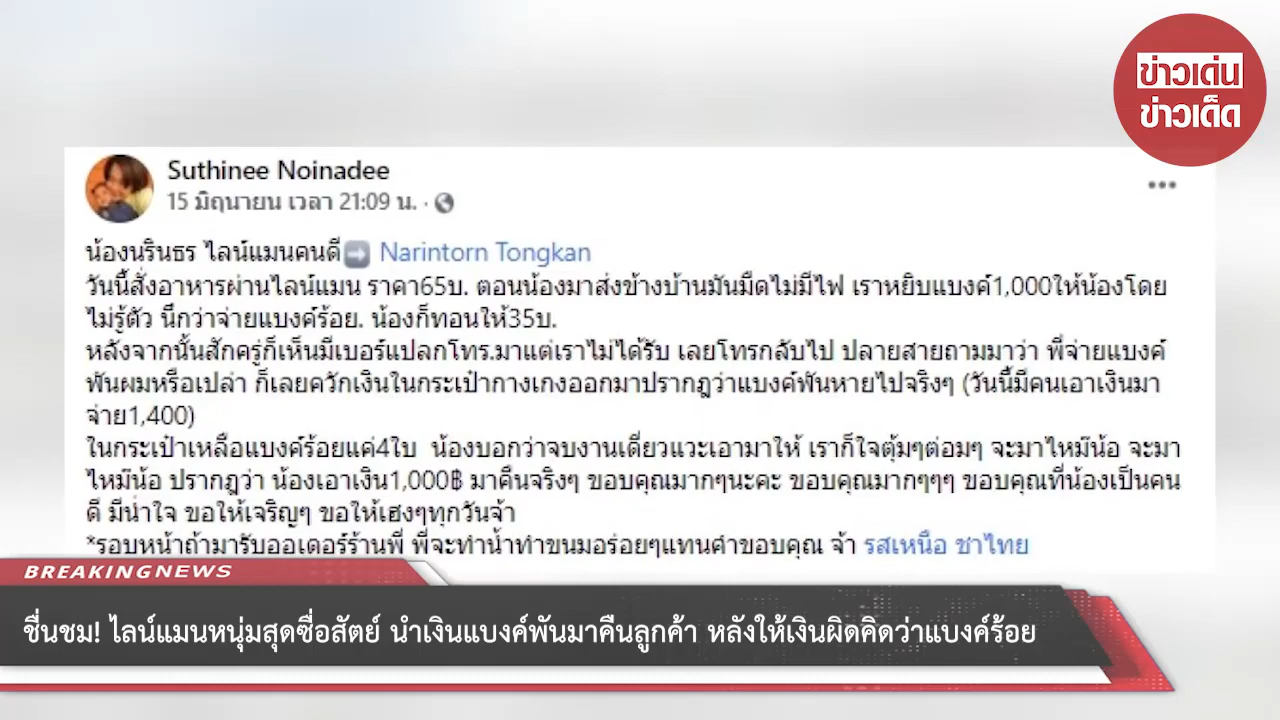 ข่าวเด่น
ข่าวเด็ด
Suthinee Noinadee
15 มิถุนายน เวลา 21:09 น. ·
น้องนรินธร ไลน์แมนคนดี➡ Narintorn Tongkan
วันนี้สั่งอาหารผ่านไลน์แมน ราคา65บ. ตอนน้องมาส่งข้างบ้านมันมืดไม่มีไฟ เราหยิบแบงค์1,000ให้น้องโดย
ไม่รู้ตัว นึกว่าจ่ายแบงค์ร้อย. น้องก็ทอนให้35บ.
หลังจากนั้นสักครู่ก็เห็นมีเบอร์แปลกโทร.มาแต่เราไม่ได้รับ เลยโทรกลับไป ปลายสายถามมาว่า พี่จ่ายแบงค์
พันผมหรือเปล่า ก็เลยควักเงินในกระเป๋ากางเกงออกมาปรากฎว่าแบงค์พันหายไปจริงๆ (วันนี้มีคนเอาเงินมา
จ่าย1,400)
ในกระเป๋าเหลือแบงค์ร้อยแค่4ใบ น้องบอกว่าจบงานเดี่ยวแวะเอามาให้ เราก็ใจตุ้มๆต่อมๆ จะมาไหมน๊อ จะมา
ไหมน๊อ ปรากฎว่า น้องเอาเงิน1,000฿ มาคืนจริงๆ ขอบคุณมากๆนะคะ ขอบคุณมากๆๆๆ ขอบคุณที่น้องเป็นคน
ดี มีน่ำใจ ขอให้เจริญๆ ขอให้เฮงๆทุกวันจ้า
*รอบหน้าถ้ามารับออเดอร์ร้านพี่ พี่จะทำน้ำทำขนมอร่อยๆแทนคำขอบคุณ จ้า รสเหนือ ชาไทย
BREAKINGNEWS
ชื่นชม! ไลน์แมนหนุ่มสุดซื่อสัตย์ นำเงินแบงค์พันมาคืนลูกค้า หลังให้เงินผิดคิดว่าแบงค์ร้อย